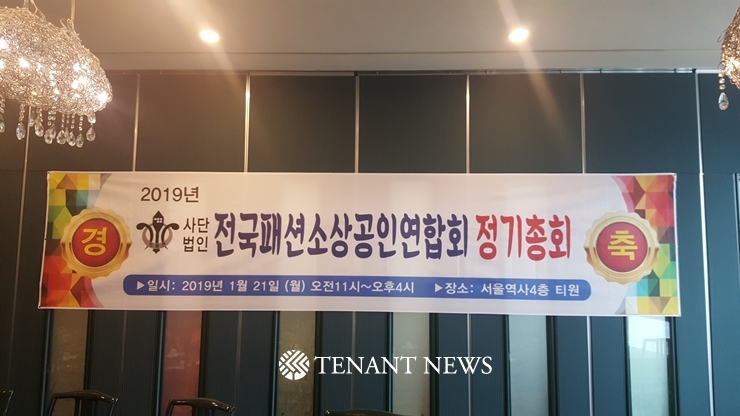 2019년
경 사단법인 전국패션소상공인연합회 정기총회 축
▶일시: 2019년 1월 21일 (월) 오전11시~오후4시 ▶장소: 서울역사4층 티원
TENANT NEWS